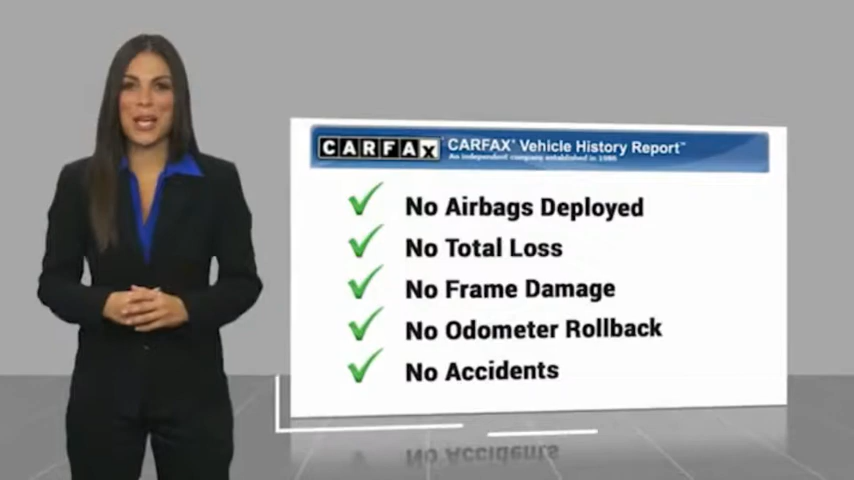 CARFAX CARFAX® Vehicle History Report™
An independent company established in 1986
No Airbags Deployed
No Total Loss
No Frame Damage
No Odometer Rollback
No Accidents
No Accidents